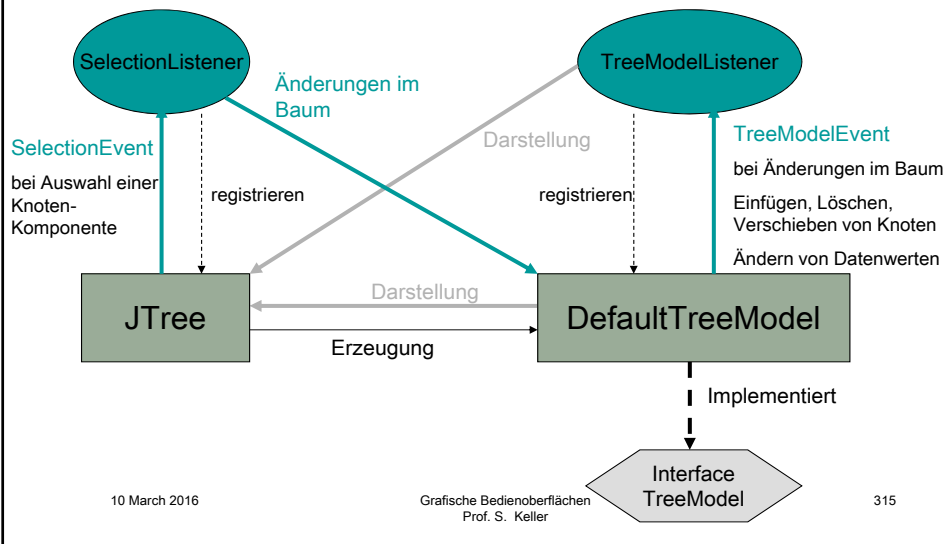 SelectionListener
TreeModelListener
Änderungen im
Baum
Darstellung
SelectionEvent
bei Auswahl einer
Knoten-
Komponente
registrieren
registrieren
TreeModelEvent
bei Änderungen im Baum
Einfügen, Löschen,
Verschieben von Knoten
Ändern von Datenwerten
JTree
Darstellung
Erzeugung
DefaultTreeModel
Implementiert
Interface
TreeModel
10 March 2016
Grafische Bedienoberflächen
Prof. S. Keller
315